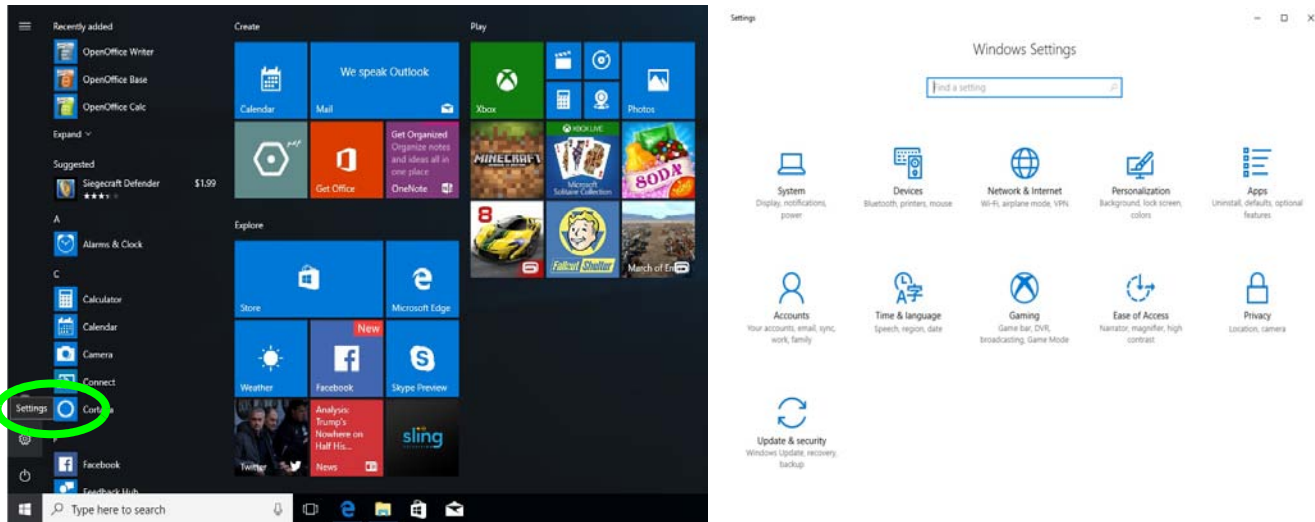 Recently added
OpenOffice Writer
OpenOffice Base
OpenOffice Calc
Expand
Suggested
Siegecraft Defender $1.99
A
Alarms & Clock
C
Calculator
Calendar
Camera
Connect
Settings
Facebook
Feedback Hub
Type here to search
Create
Calendar
We speak Outlook
Mail
pdf
Get Office
Get Organized
Organize notes
and ideas all in
one place
OneNote
Explore
Store
Microsoft Edge
Weather
New
Facebook
Skype Preview
Twitter
Analysis:
Trump's
Nowhere on
Half His...
News
sling
Play
Xbox
Photos
MINECRAFT
XBOX LIVE
Microsoft
Solitaire Collection
SODA
8
Fallout Shelter
March of Em
Settings
Windows Settings
Find a setting
System
Display, notifications,
power
Devices
Bluetooth, printers, mouse
Network & Internet
Wi-Fi, airplane mode, VPN
Personalization
Background, lock screen,
colors
Apps
Uninstall, defaults, optional
features
Accounts
Your accounts, email, sync,
work, family
A字
Time & language
Speech, region, date
Gaming
Game bar, DVR,
broadcasting, Game Mode
Ease of Access
Narrator, magnifier, high
contrast
Privacy
Location, camera
Update & security
Windows Update, recovery,
backup